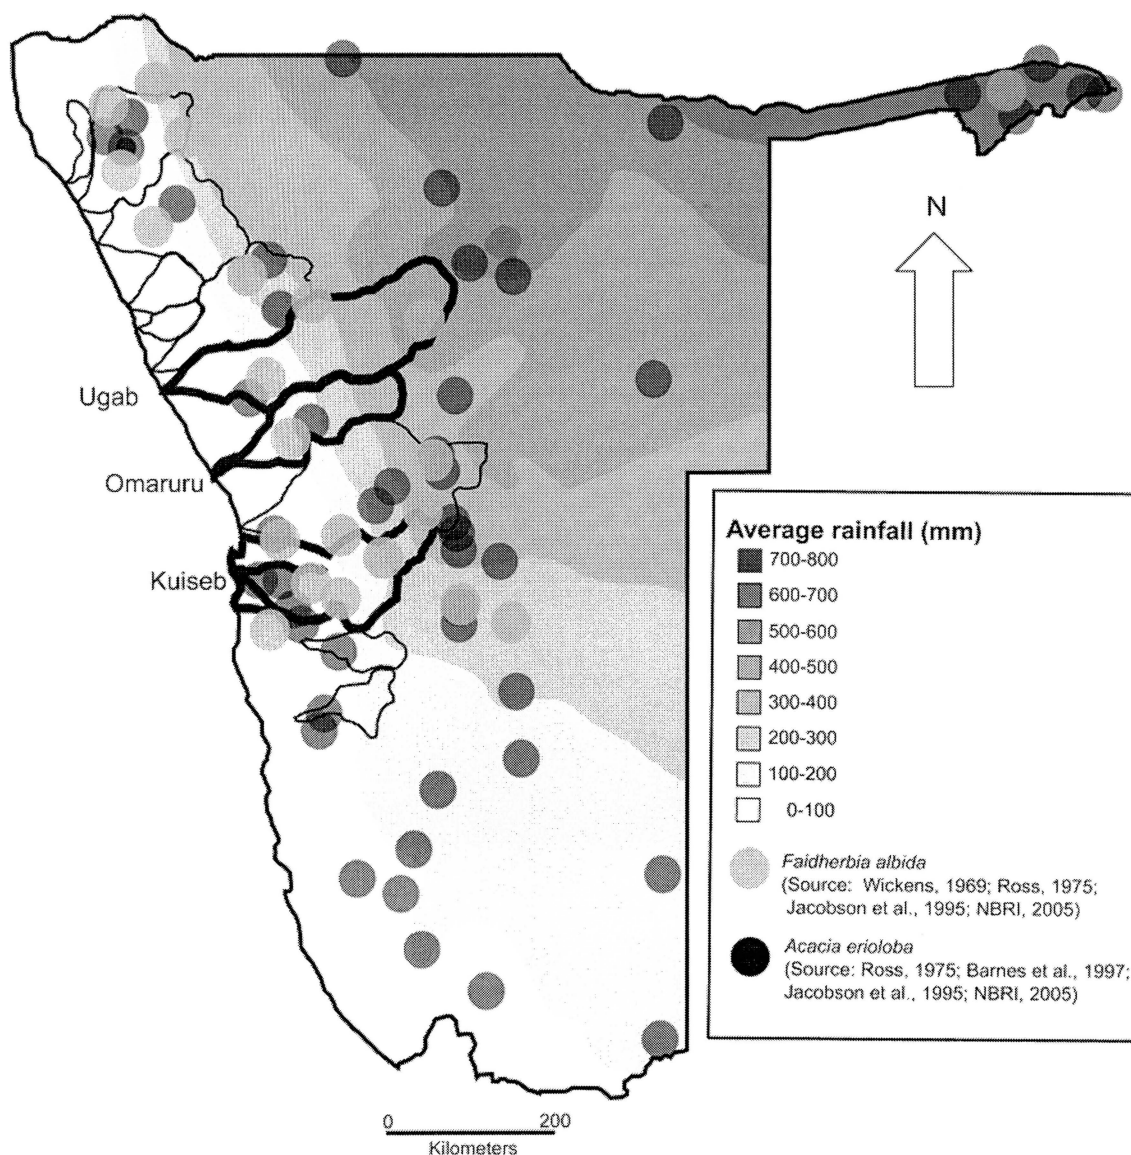 N
Ugab
Omaruru
Kuiseb
Average rainfall (mm)
700-800
600-700
500-600
400-500
300-400
200-300
100-200
0-100
Faidherbia albida
(Source: Wickens, 1969; Ross, 1975;
Jacobson et al., 1995; NBRI, 2005)
Acacia erioloba
(Source: Ross, 1975; Barnes et al., 1997;
Jacobson et al., 1995; NBRI, 2005)
0 200
Kilometers